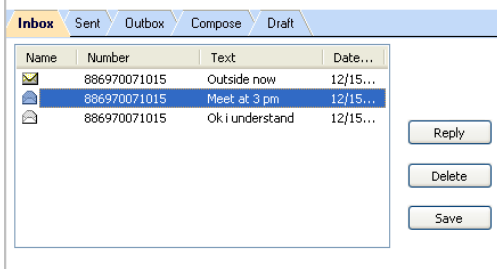 Inbox Sent Outbox Compose Draft
Name Number Text Date...
886970071015 Outside now 12/15...
886970071015 Meet at 3 pm 12/15...
886970071015 Ok i understand 12/15...
Reply
Delete
Save